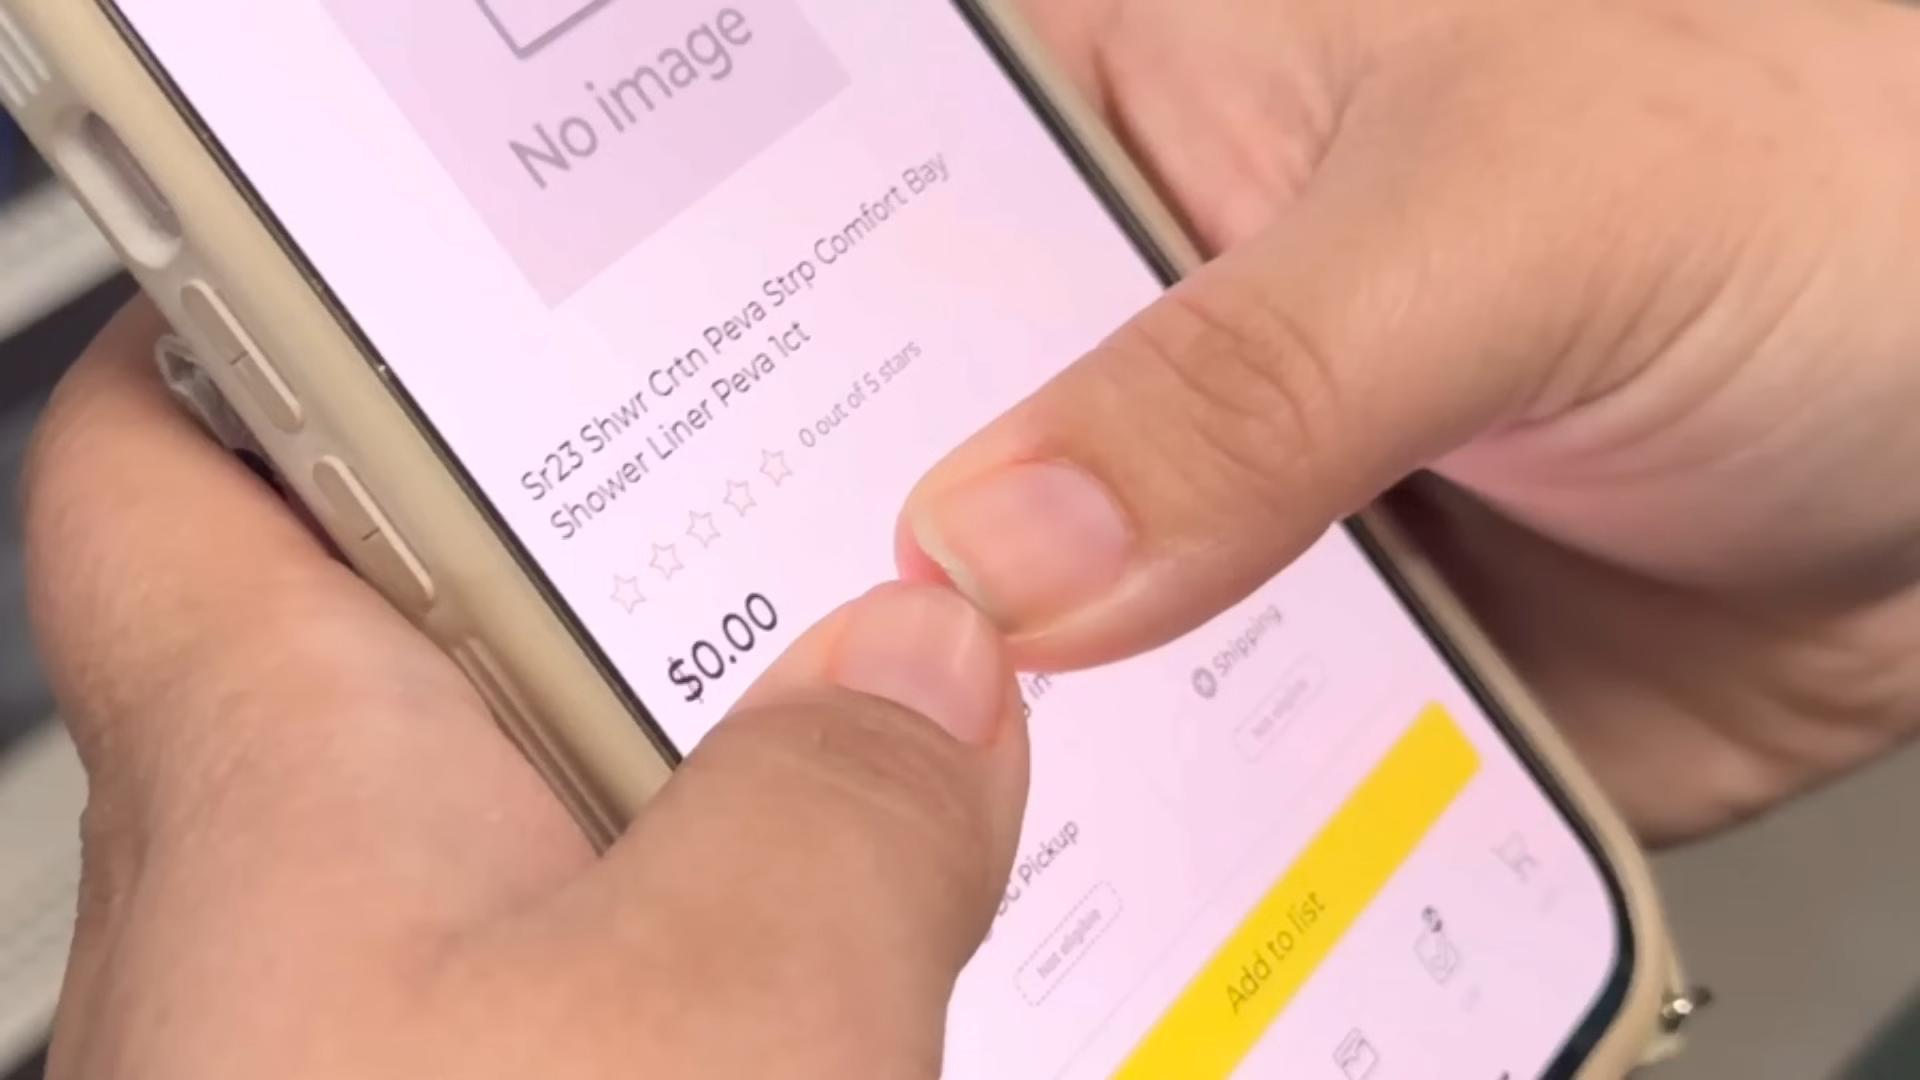 No image
Sr23 Shwr Crtn Peva Strp Comfort Bay
Shower Liner Peva 1ct
0 out of 5 stars
$0.00
in
Shipping
Not eligible
Pickup
Not eligible
Add to list